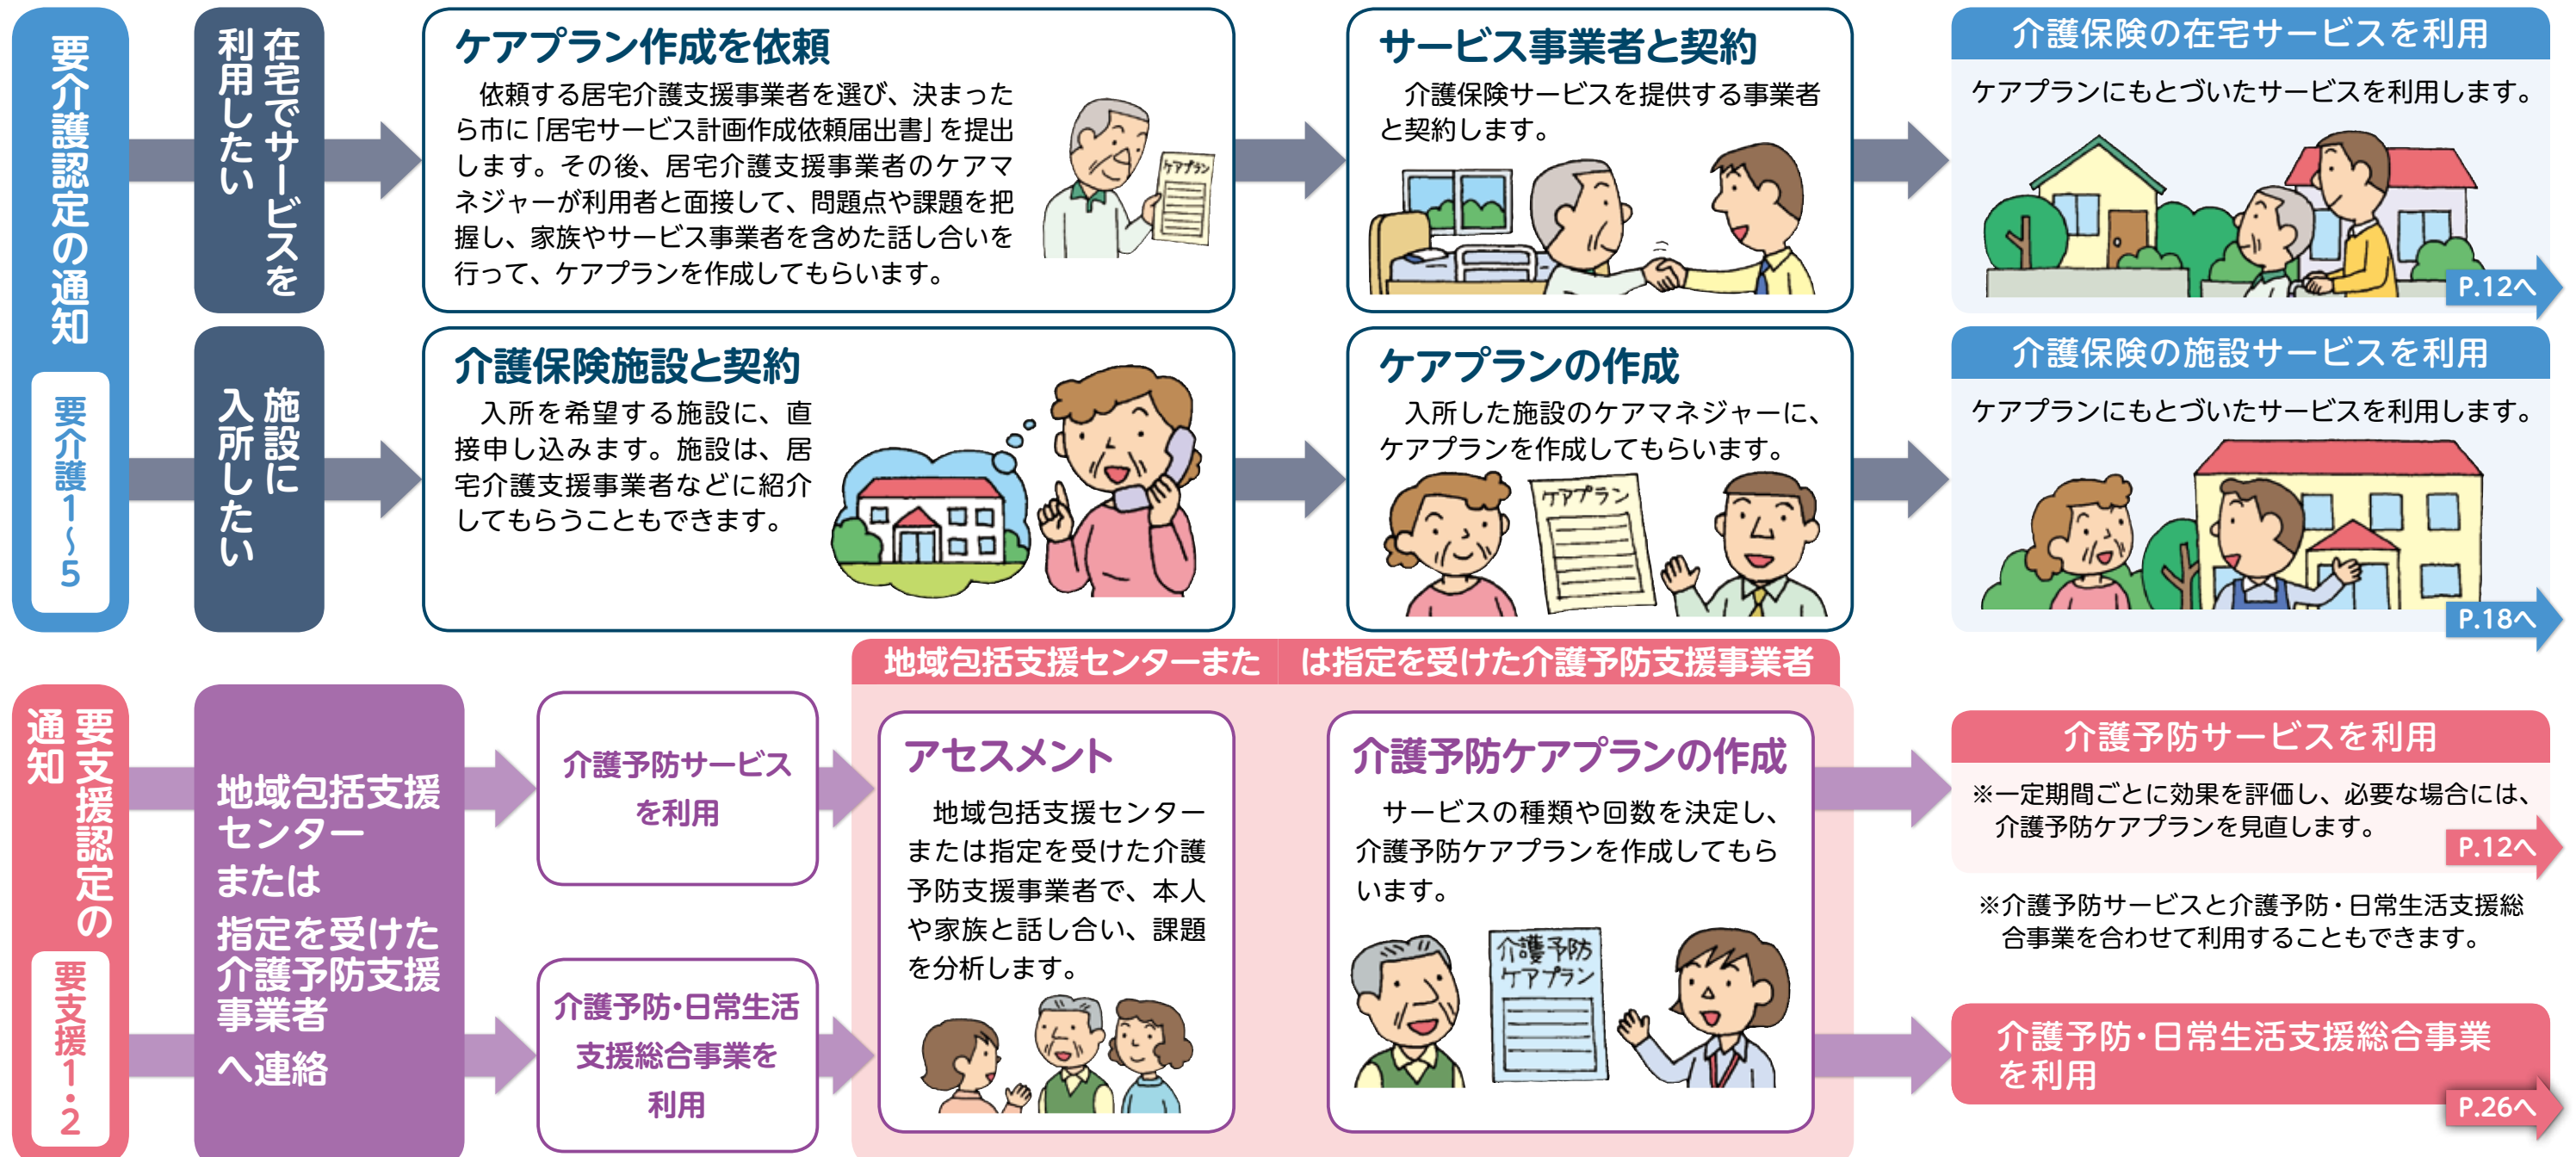 要介護認定の通知
要介護1~5
在宅でサービスを
利用したい
ケアプラン作成を依頼
依頼する居宅介護支援事業者を選び、決まった
ら市に「居宅サービス計画作成依頼届出書」を提出
します。その後、居宅介護支援事業者のケアマ
ネジャーが利用者と面接して、問題点や課題を把
握し、家族やサービス事業者を含めた話し合いを
行って、ケアプランを作成してもらいます。
ケアプラン
サービス事業者と契約
介護保険サービスを提供する事業者
と契約します。
介護保険の在宅サービスを利用
ケアプランにもとづいたサービスを利用します。
P.12へ
施設に
入所したい
介護保険施設と契約
入所を希望する施設に、直
接申し込みます。施設は、居
宅介護支援事業者などに紹介
してもらうこともできます。
ケアプランの作成
入所した施設のケアマネジャーに、
ケアプランを作成してもらいます。
ケアプラン
介護保険の施設サービスを利用
ケアプランにもとづいたサービスを利用します。
P.18へ
要支援認定の
通知
要支援1・2
地域包括支援
センター
または
指定を受けた
介護予防支援
事業者
へ連絡
介護予防サービス
を利用
介護予防・日常生活
支援総合事業を
利用
地域包括支援センターまた は指定を受けた介護予防支援事業者
アセスメント
地域包括支援センター
または指定を受けた介護
予防支援事業者で、本人
や家族と話し合い、課題
を分析します。
介護予防ケアプランの作成
サービスの種類や回数を決定し、
介護予防ケアプランを作成してもら
います。
介護予防
ケアプラン
介護予防サービスを利用
※一定期間ごとに効果を評価し、必要な場合には、
介護予防ケアプランを見直します。
P.12へ
※介護予防サービスと介護予防・日常生活支援総
合事業を合わせて利用することもできます。
介護予防・日常生活支援総合事業
を利用
P.26へ